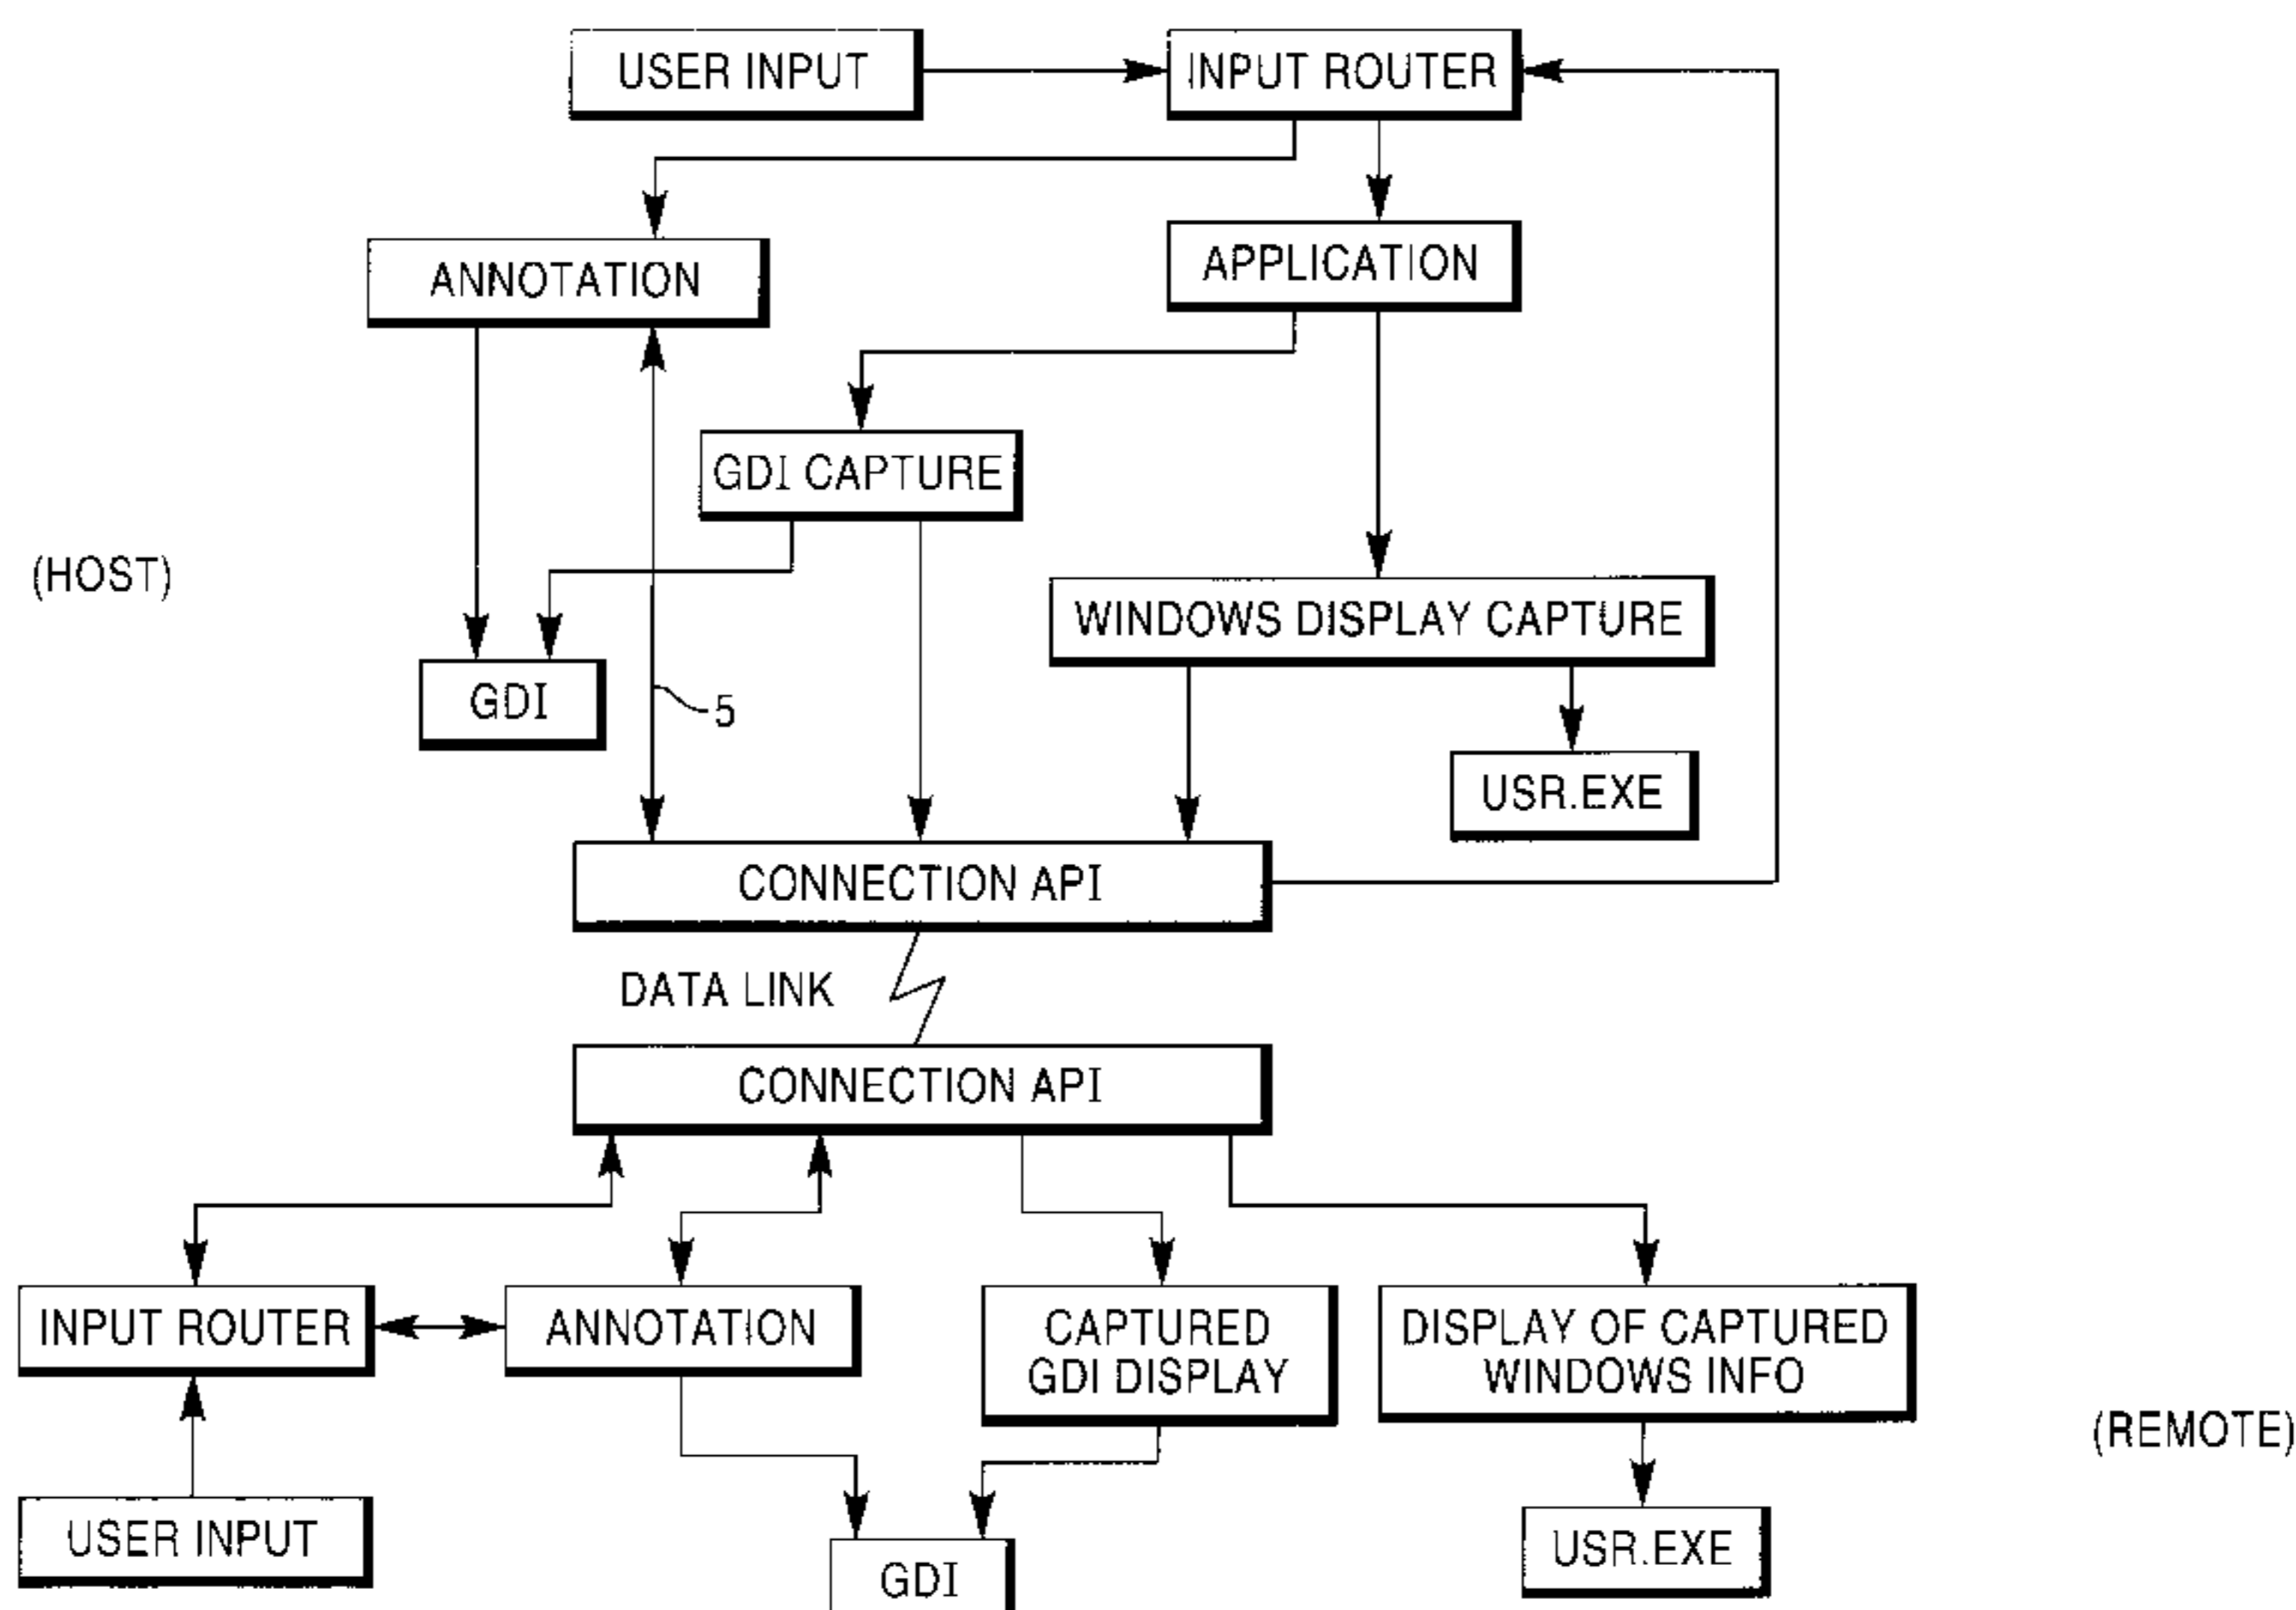 USER INPUT
INPUT ROUTER
ANNOTATION
APPLICATION
GDI CAPTURE
(HOST)
WINDOWS DISPLAY CAPTURE
GDI
5
USR.EXE
CONNECTION API
DATA LINK
CONNECTION API
INPUT ROUTER
ANNOTATION
CAPTURED
GDI DISPLAY
DISPLAY OF CAPTURED
WINDOWS INFO
(REMOTE)
USER INPUT
GDI
USR.EXE